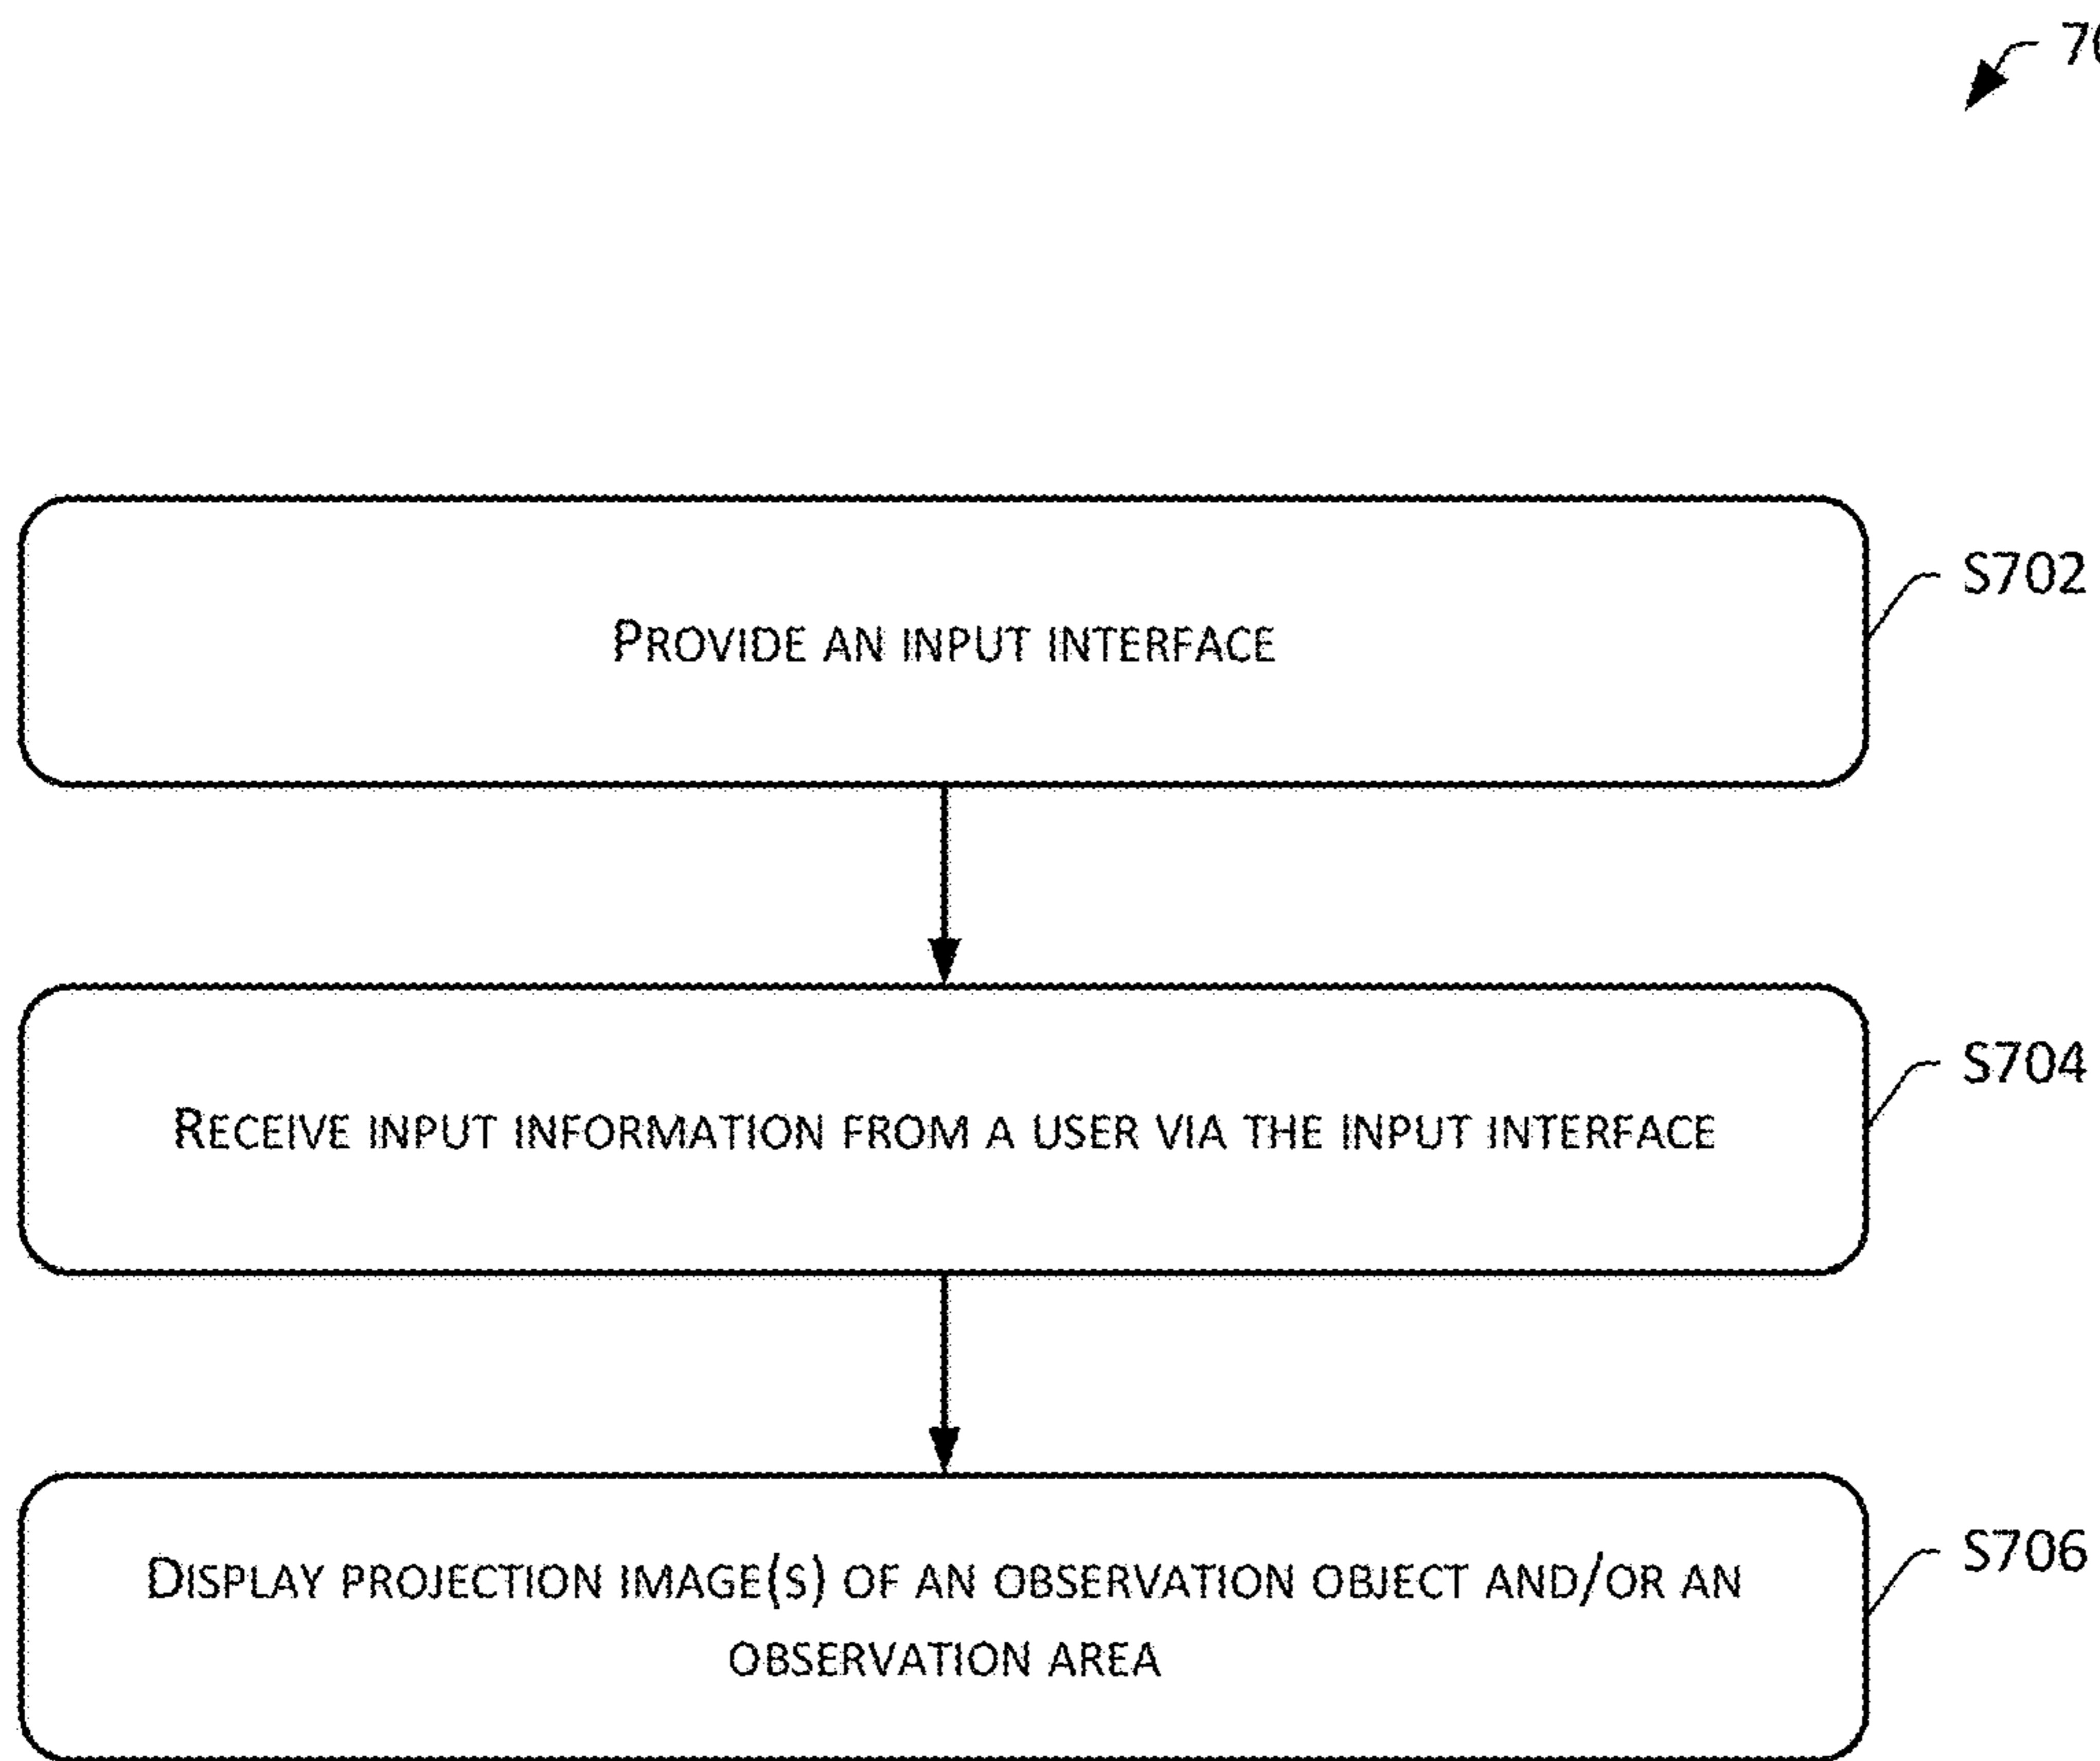 PROVIDE AN INPUT INTERFACE
S702
RECEIVE INPUT INFORMATION FROM A USER VIA THE INPUT INTERFACE
S704
DISPLAY PROJECTION IMAGE(S) OF AN OBSERVATION OBJECT AND/OR AN
OBSERVATION AREA
S706